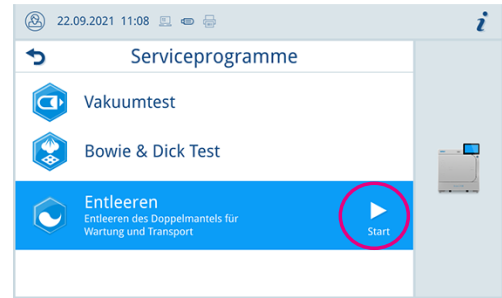 22.09.2021 11:08
i
Serviceprogramme
Vakuumtest
Bowie & Dick Test
Entleeren
Entleeren des Doppelmantels für
Wartung und Transport
Start